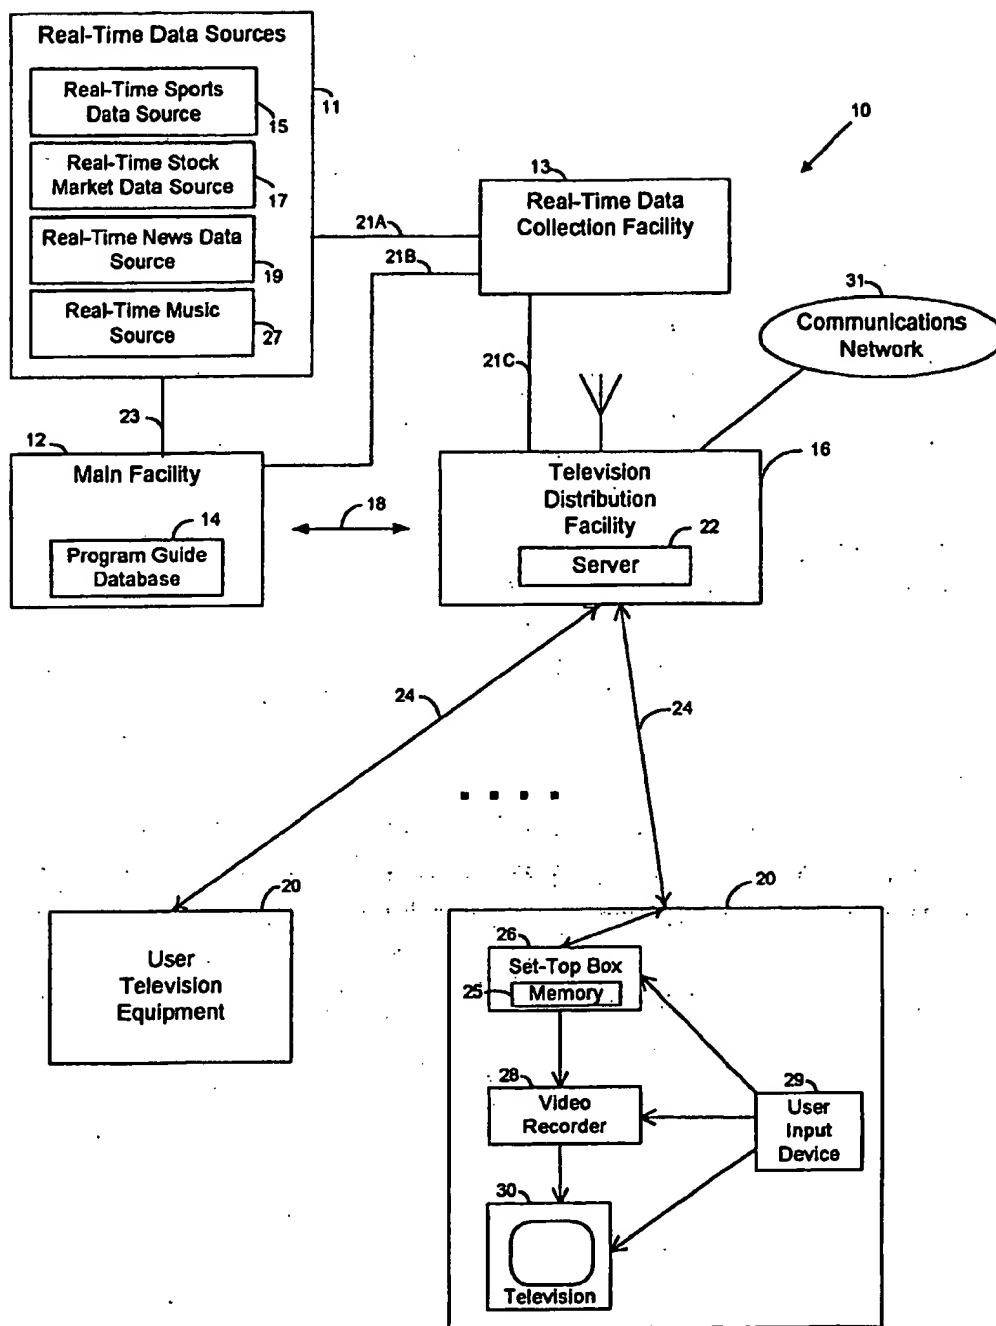 Real-Time Data Sources
Real-Time Sports
Data Source
15
11
Real-Time Stock
Market Data Source
17
Real-Time News Data
Source
19
Real-Time Music
Source
27
10
13
Real-Time Data
Collection Facility
21A
21B
21C
31
Communications
Network
23
12
Main Facility
14
Program Guide
Database
18
16
Television
Distribution
Facility
22
Server
24
24
20
User
Television
Equipment
20
26
Set-Top Box
25
Memory
28
Video
Recorder
29
User
Input
Device
30
Television